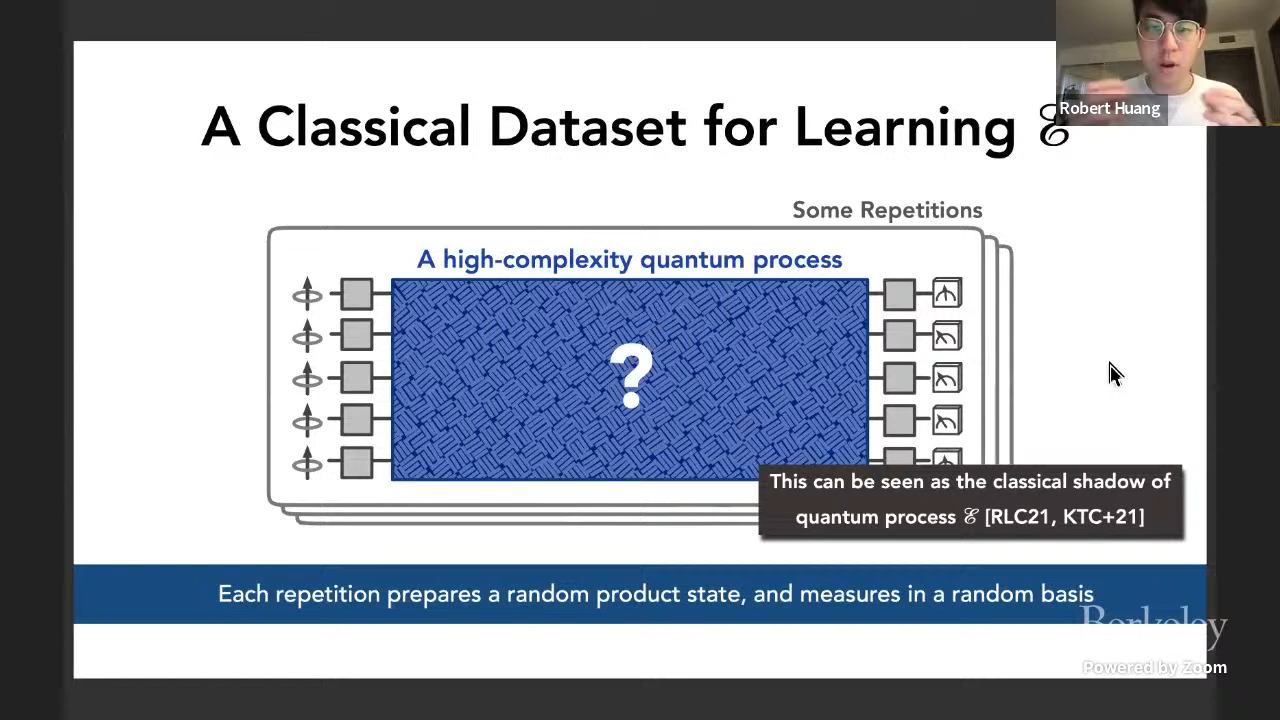 A Classical Dataset for Learning ℰ
Robert Huang
Some Repetitions
A high-complexity quantum process
?
This can be seen as the classical shadow of
quantum process ℰ [RLC21, KTC+21]
Each repetition prepares a random product state, and measures in a random basis
Berkeley
Powered by Zoom